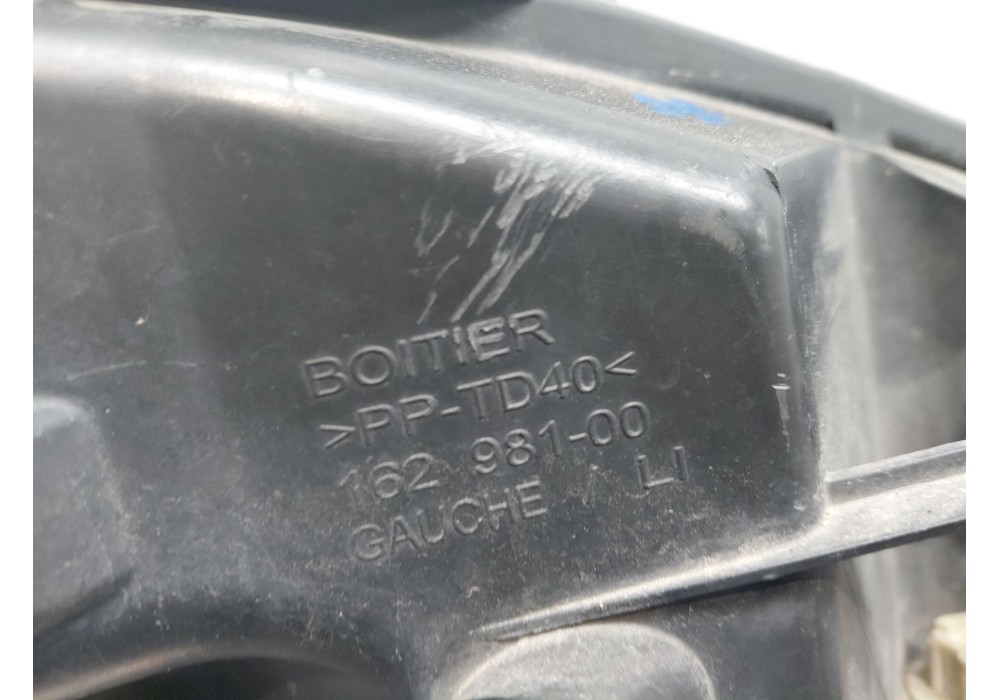 BOITIER
>PP-TD40<
162 981-00
GAUCHE / LI